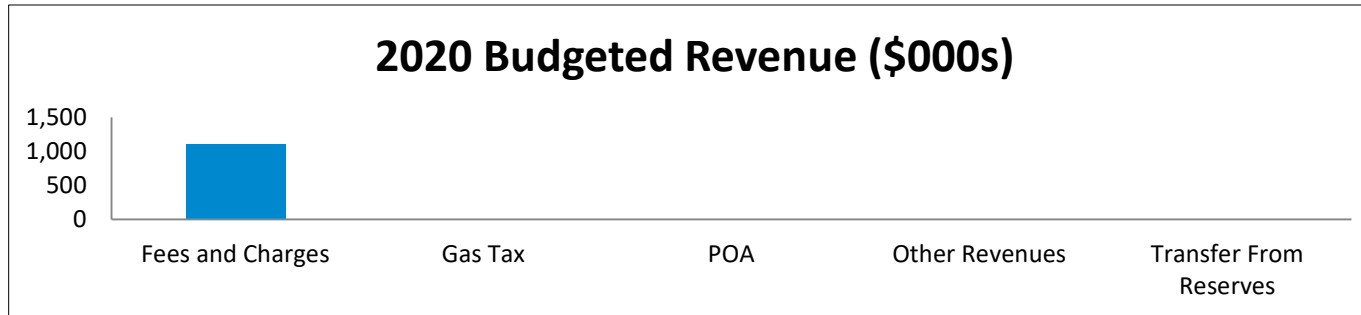 2020 Budgeted Revenue ($000s)
1,500
1,000
500
0
Fees and Charges Gas Tax POA Other Revenues Transfer From
Reserves